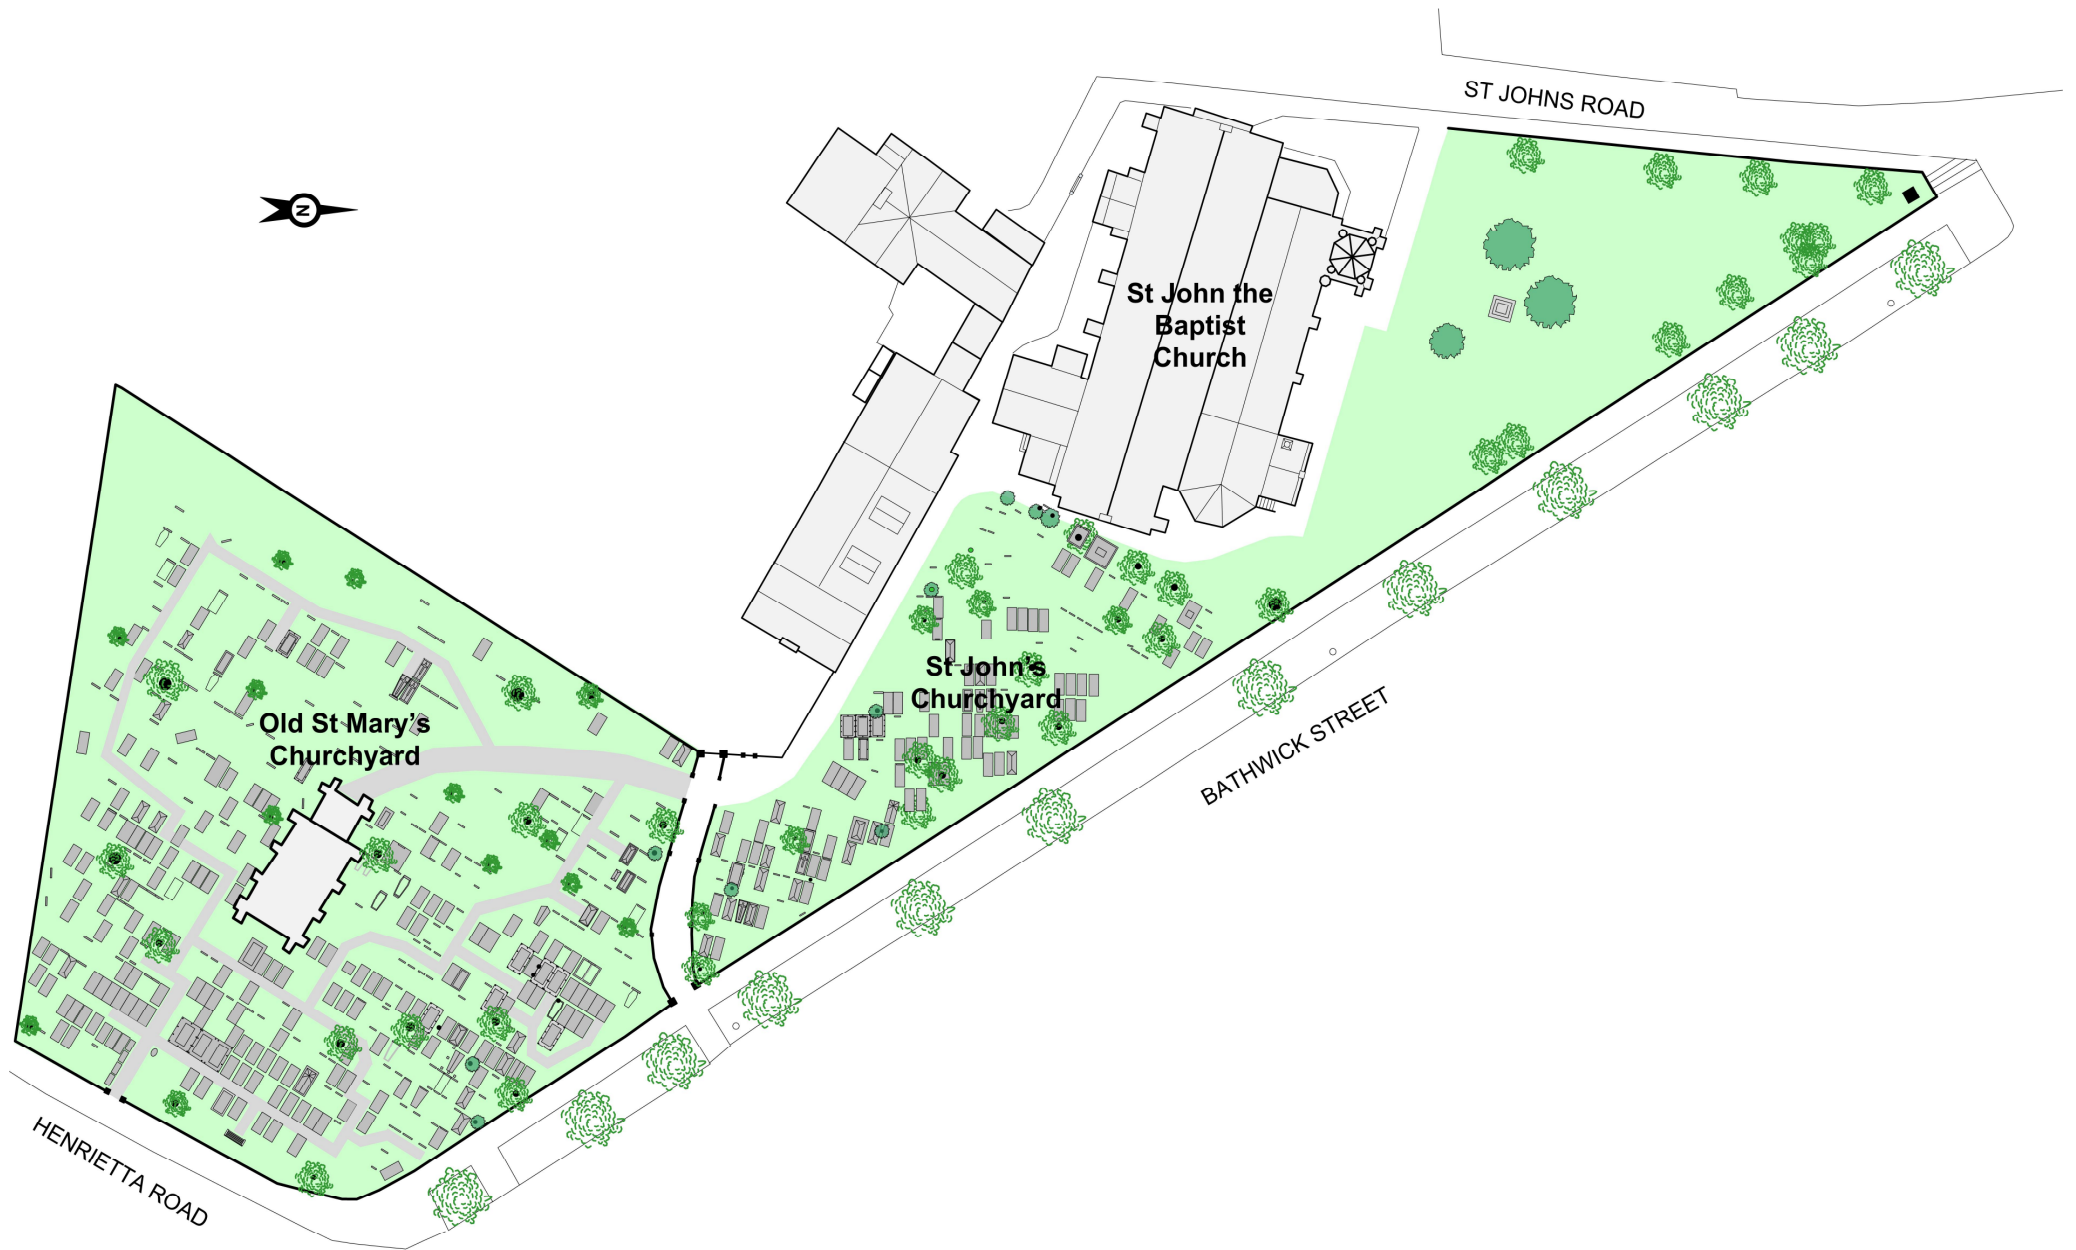 ST JOHNS ROAD
N
St John the
Baptist
Church
St John's
Churchyard
Old St Mary's
Churchyard
BATHWICK STREET
HENRIETTA ROAD